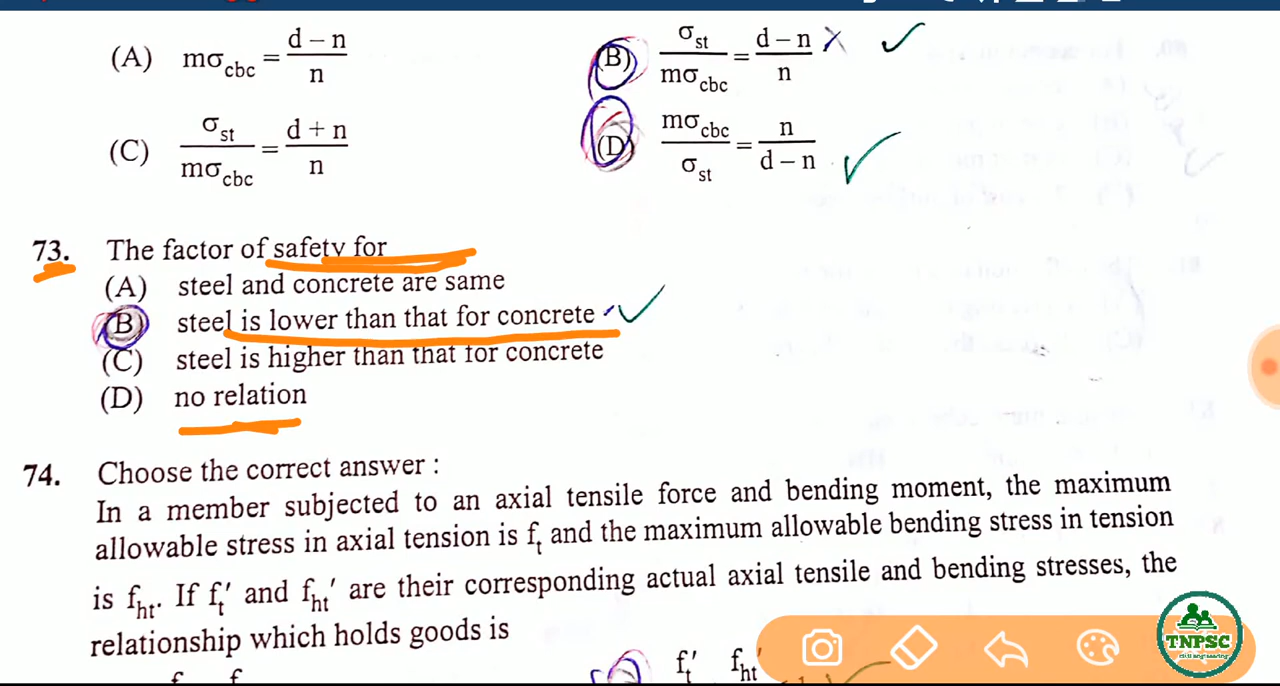 (A) mσcbc = d – n / n
(B) σst / mσcbc = d – n / n
(C) σst / mσcbc = d + n / n
(D) mσcbc / σst = n / d – n
73. The factor of safety for
(A) steel and concrete are same
(B) steel is lower than that for concrete
(C) steel is higher than that for concrete
(D) no relation
74. Choose the correct answer :
In a member subjected to an axial tensile force and bending moment, the maximum
allowable stress in axial tension is ft and the maximum allowable bending stress in tension
is fht. If ft′ and fht′ are their corresponding actual axial tensile and bending stresses, the
relationship which holds goods is
ft′ fht′
TNPSC
civil engineering